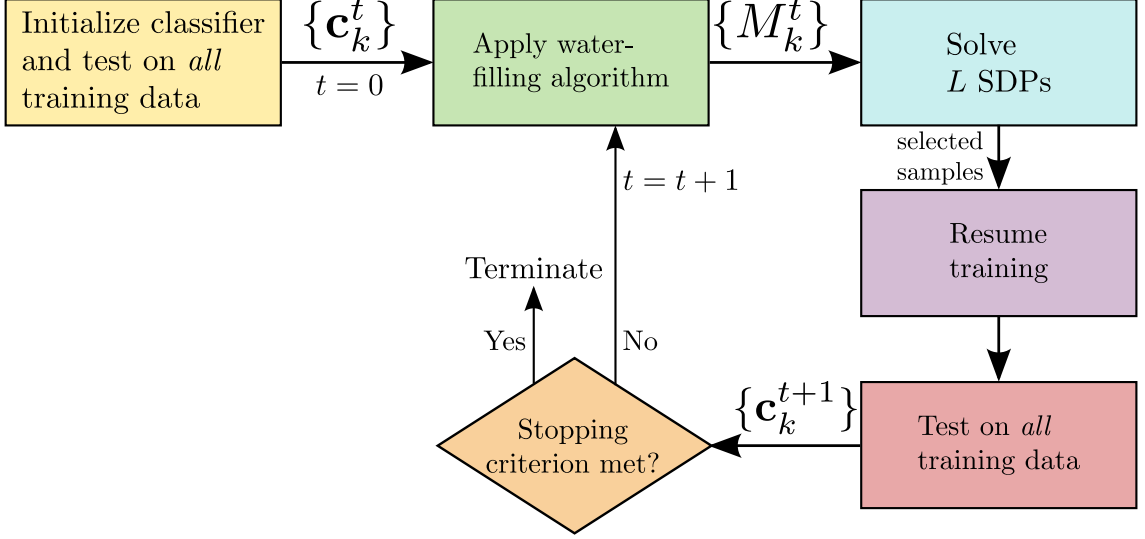 Initialize classifier
and test on all
training data
{c_k^t}
t = 0
Apply water-
filling algorithm
{M_k^t}
Solve
L SDPs
selected
samples
Resume
training
Test on all
training data
{c_k^{t+1}}
Stopping
criterion met?
Yes
Terminate
No
t = t + 1